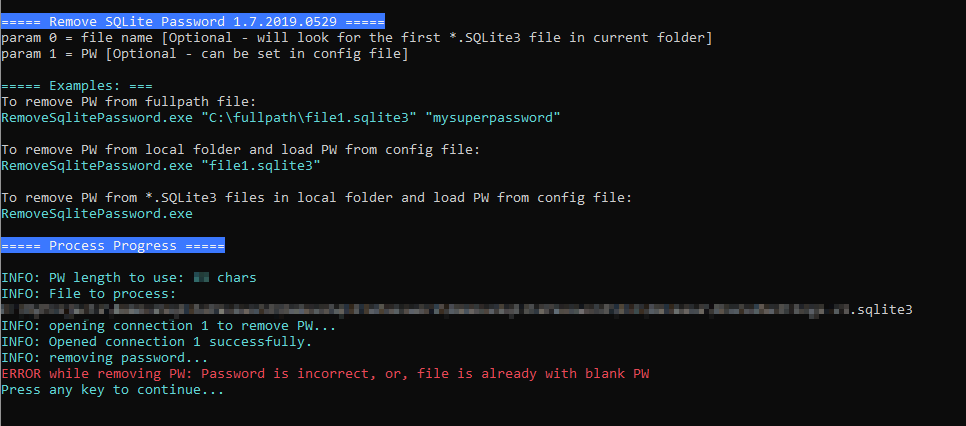 ===== Remove SQLite Password 1.7.2019.0529 =====
param 0 = file name [Optional - will look for the first *.SQLite3 file in current folder]
param 1 = PW [Optional - can be set in config file]
===== Examples: ===
To remove PW from fullpath file:
RemoveSqlitePassword.exe "C:\fullpath\file1.sqlite3" "mysuperpassword"
To remove PW from local folder and load PW from config file:
RemoveSqlitePassword.exe "file1.sqlite3"
To remove PW from *.SQLite3 files in local folder and load PW from config file:
RemoveSqlitePassword.exe
===== Process Progress =====
INFO: PW length to use: chars
INFO: File to process:
.sqlite3
INFO: opening connection 1 to remove PW...
INFO: Opened connection 1 successfully.
INFO: removing password...
ERROR while removing PW: Password is incorrect, or, file is already with blank PW
Press any key to continue...